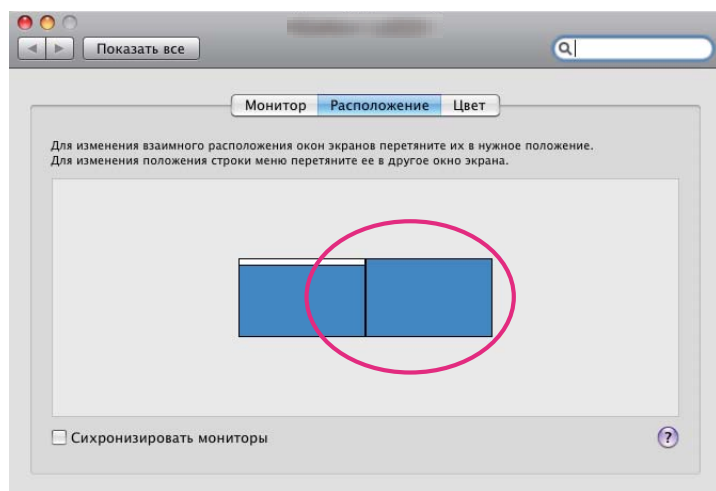 Показать все
Монитор Расположение Цвет
Для изменения взаимного расположения окон экранов перетяните их в нужное положение.
Для изменения положения строки меню перетяните ее в другое окно экрана.
Сихронизировать мониторы
?